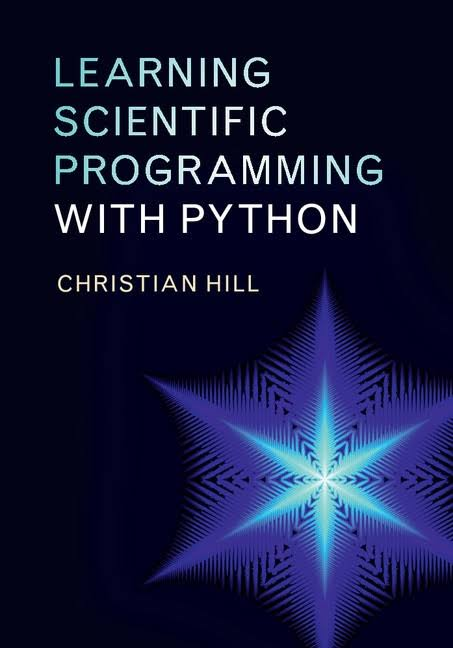 LEARNING
SCIENTIFIC
PROGRAMMING
WITH PYTHON
CHRISTIAN HILL